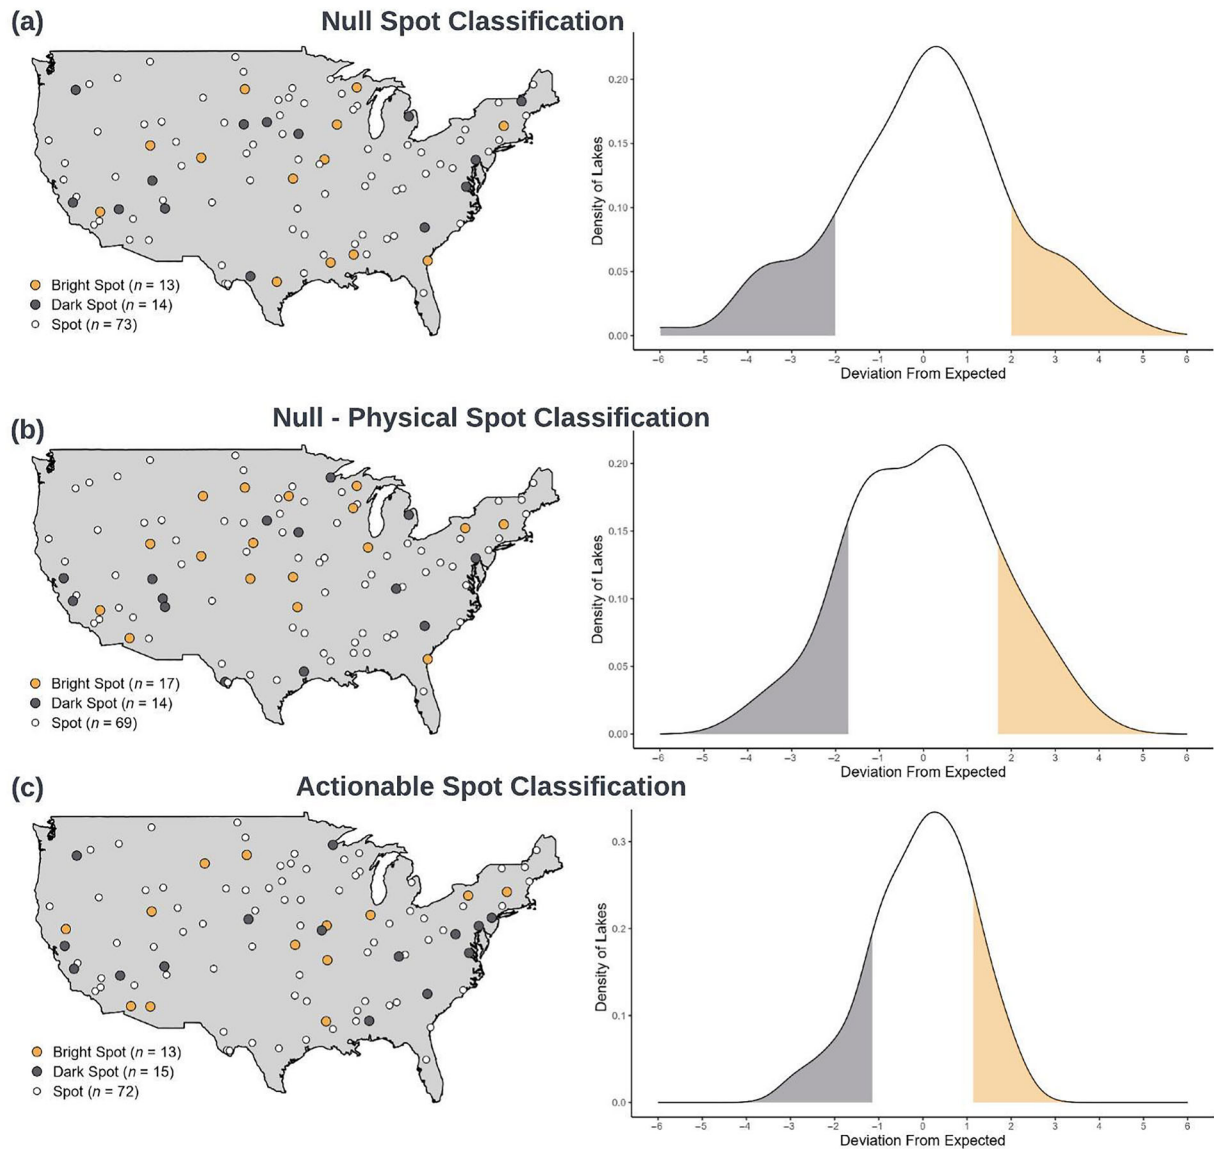 (a)
Null Spot Classification
Bright Spot (n = 13)
Dark Spot (n = 14)
Spot (n = 73)
Density of Lakes
0.20
0.15
0.10
0.05
0.00
−6 −5 −4 −3 −2 −1 0 1 2 3 4 5 6
Deviation From Expected
(b)
Null - Physical Spot Classification
Bright Spot (n = 17)
Dark Spot (n = 14)
Spot (n = 69)
Density of Lakes
0.20
0.15
0.10
0.05
0.00
−6 −5 −4 −3 −2 −1 0 1 2 3 4 5 6
Deviation From Expected
(c)
Actionable Spot Classification
Bright Spot (n = 13)
Dark Spot (n = 15)
Spot (n = 72)
Density of Lakes
0.3
0.2
0.1
0.0
−6 −5 −4 −3 −2 −1 0 1 2 3 4 5 6
Deviation From Expected